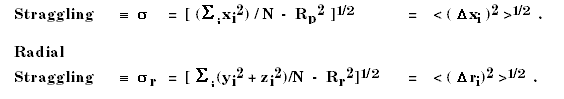 Straggling ≡ σ = [ (Σᵢxᵢ²) / N - Rₚ² ]¹/² = < ( Δxᵢ )² >¹/² .
Radial
Straggling ≡ σᵣ = [ Σᵢ(yᵢ² + zᵢ²)/N - Rᵣ²]¹/² = < ( Δrᵢ)² >¹/² .